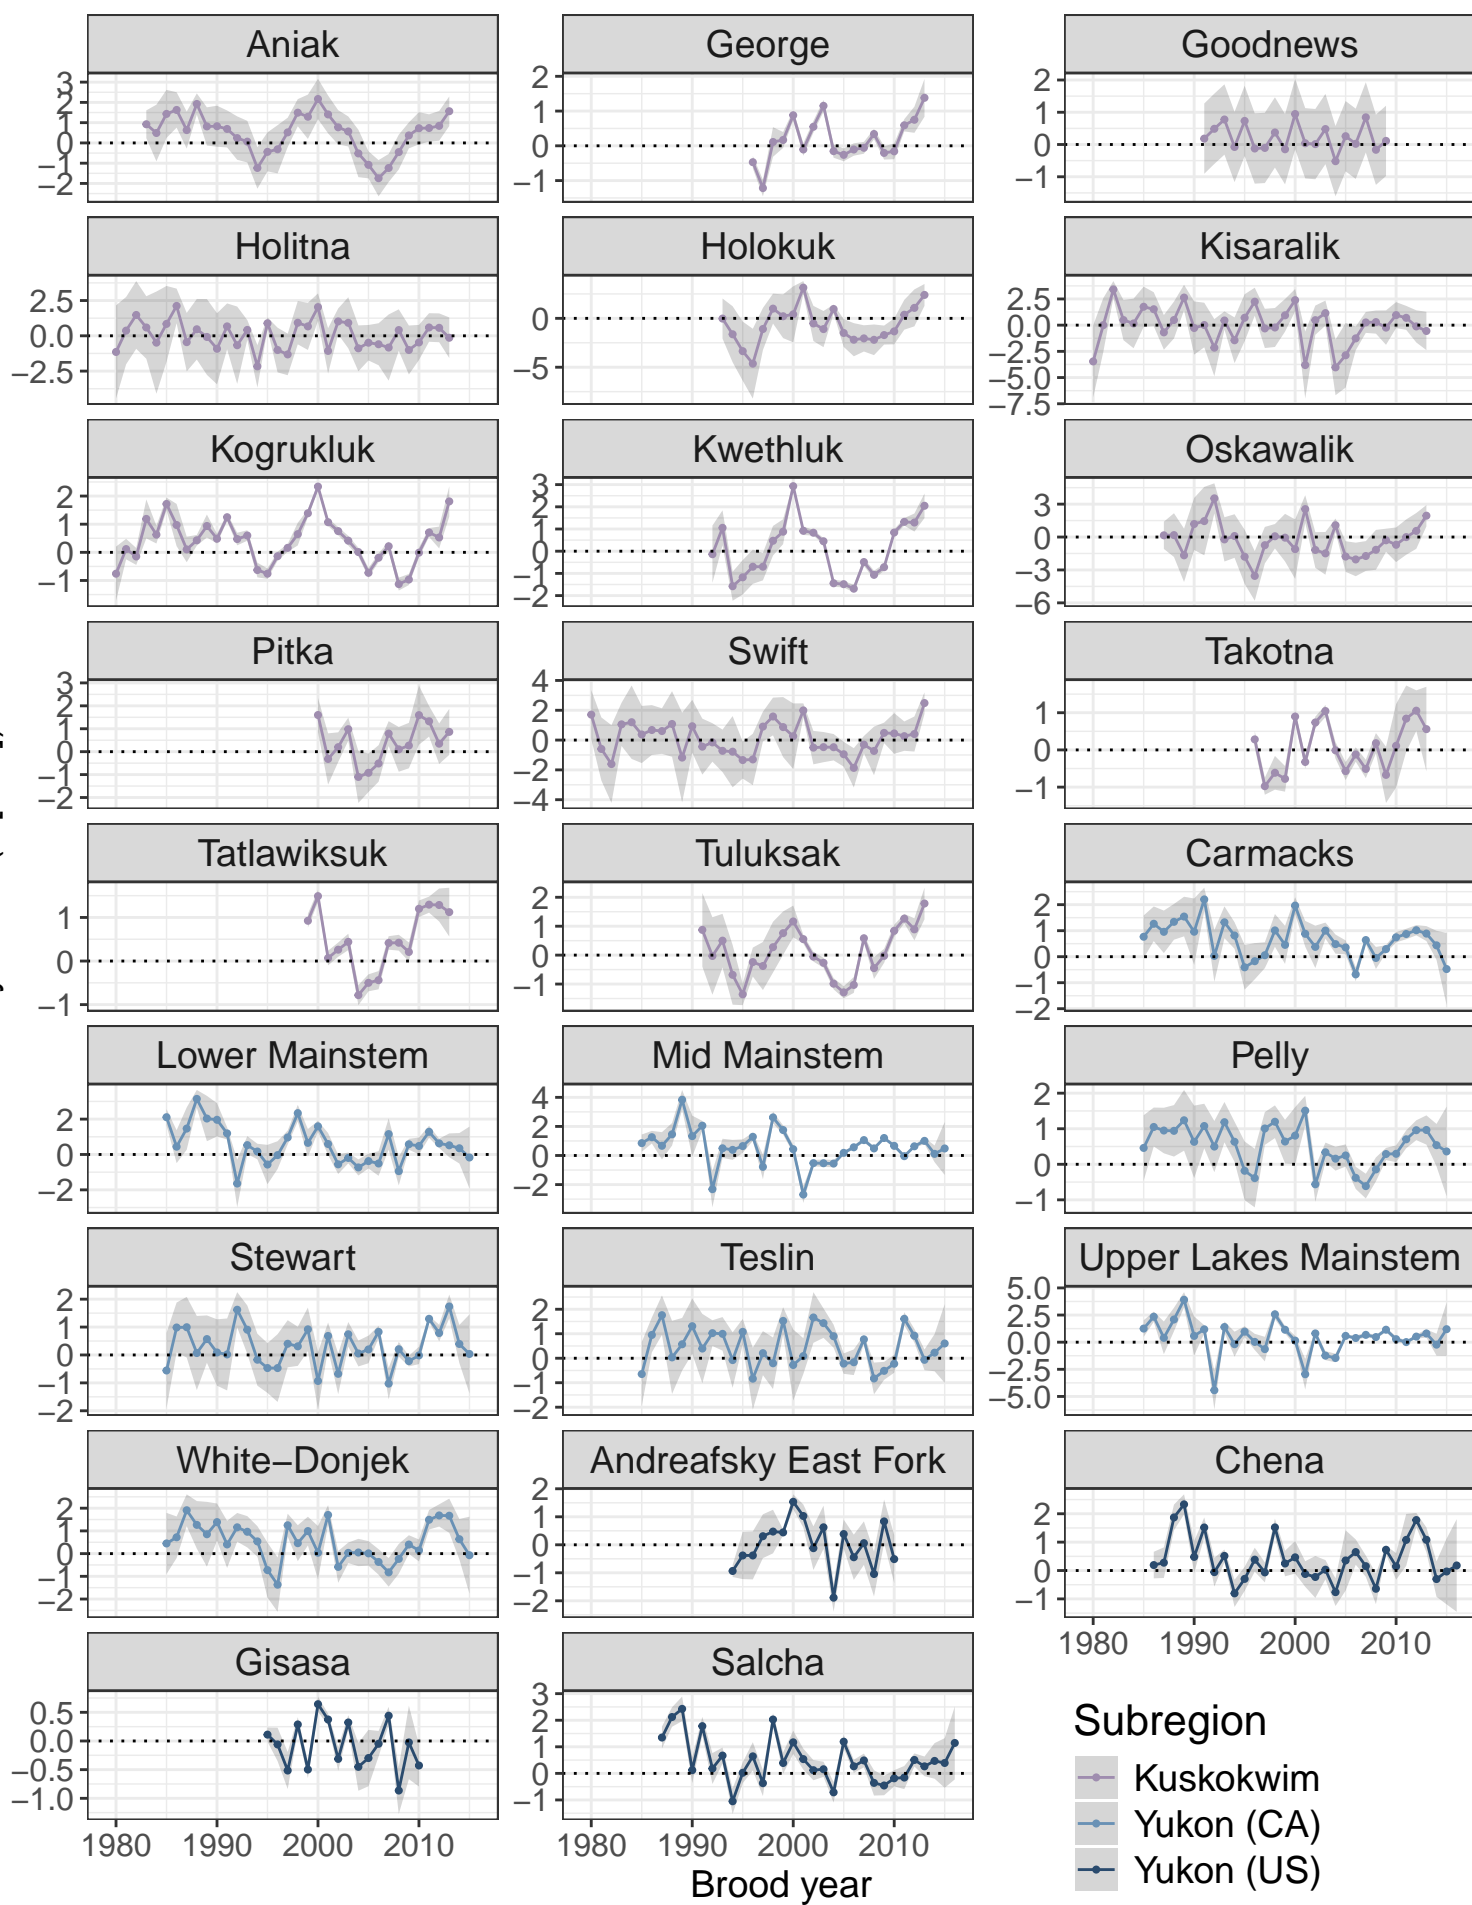 Aniak George Goodnews
3 2 1 0 −1 −2
2 1 0 −1
2 1 0 −1
Holitna Holokuk Kisaralik
2.5 0.0 −2.5
0 −5
2.5 0.0 −2.5 −5.0 −7.5
Kogrukluk Kwethluk Oskawalik
2 1 0 −1
3 2 1 0 −1 −2
3 0 −3 −6
Pitka Swift Takotna
3 2 1 0 −1 −2
4 2 0 −2 −4
1 0 −1
Tatlawiksuk Tuluksak Carmacks
1 0 −1
2 1 0 −1
2 1 0 −1 −2
Lower Mainstem Mid Mainstem Pelly
2 0 −2
4 2 0 −2
2 1 0 −1
Stewart Teslin Upper Lakes Mainstem
2 1 0 −1 −2
2 1 0 −1 −2
5.0 2.5 0.0 −2.5 −5.0
White−Donjek Andreafsky East Fork Chena
2 1 0 −1 −2
2 1 0 −1 −2
2 1 0 −1
1980 1990 2000 2010
Gisasa Salcha
0.5 0.0 −0.5 −1.0
3 2 1 0 −1
1980 1990 2000 2010 1980 1990 2000 2010
Brood year
Subregion
Kuskokwim
Yukon (CA)
Yukon (US)